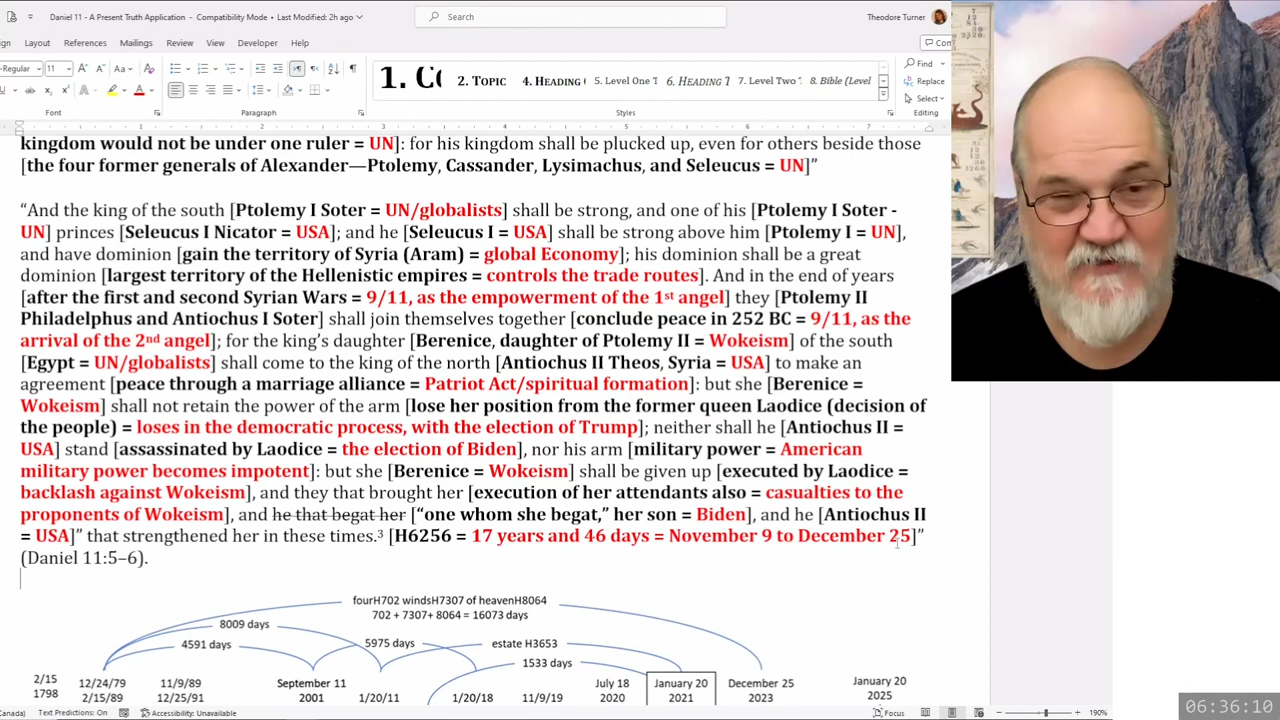 Daniel 11 - A Present Truth Application - Compatibility Mode • Last Modified: 2h ago
Search
Theodore Turner
Layout References Mailings Review View Developer Help
Regular 11 Aa
1. Co 2. Topic 4. Heading 5. Level One 6. Heading 7. Level Two 8. Bible (Level
Find
Replace
Select
Font Paragraph Styles Editing
kingdom would not be under one ruler = UN]: for his kingdom shall be plucked up, even for others beside those
[the four former generals of Alexander—Ptolemy, Cassander, Lysimachus, and Seleucus = UN]”
“And the king of the south [Ptolemy I Soter = UN/globalists] shall be strong, and one of his [Ptolemy I Soter -
UN] princes [Seleucus I Nicator = USA]; and he [Seleucus I = USA] shall be strong above him [Ptolemy I = UN],
and have dominion [gain the territory of Syria (Aram) = global Economy]; his dominion shall be a great
dominion [largest territory of the Hellenistic empires = controls the trade routes]. And in the end of years
[after the first and second Syrian Wars = 9/11, as the empowerment of the 1st angel] they [Ptolemy II
Philadelphus and Antiochus I Soter] shall join themselves together [conclude peace in 252 BC = 9/11, as the
arrival of the 2nd angel]; for the king’s daughter [Berenice, daughter of Ptolemy II = Wokeism] of the south
[Egypt = UN/globalists] shall come to the king of the north [Antiochus II Theos, Syria = USA] to make an
agreement [peace through a marriage alliance = Patriot Act/spiritual formation]: but she [Berenice =
Wokeism] shall not retain the power of the arm [lose her position from the former queen Laodice (decision of
the people) = loses in the democratic process, with the election of Trump]; neither shall he [Antiochus II =
USA] stand [assassinated by Laodice = the election of Biden], nor his arm [military power = American
military power becomes impotent]: but she [Berenice = Wokeism] shall be given up [executed by Laodice =
backlash against Wokeism], and they that brought her [execution of her attendants also = casualties to the
proponents of Wokeism], and he that begat her [“one whom she begat,” her son = Biden], and he [Antiochus II
= USA]” that strengthened her in these times.3 [H6256 = 17 years and 46 days = November 9 to December 25]”
(Daniel 11:5–6).
fourH702 windsH7307 of heavenH8064
702 + 7307+ 8064 = 16073 days
8009 days
4591 days 5975 days estate H3653
1533 days
2/15 12/24/79 11/9/89 September 11 July 18 January 20 December 25 January 20
1798 2/15/89 12/25/91 2001 1/20/11 1/20/18 11/9/19 2020 2021 2023 2025
Canada) Text Predictions: On Accessibility: Unavailable Focus 190%
06:36:10